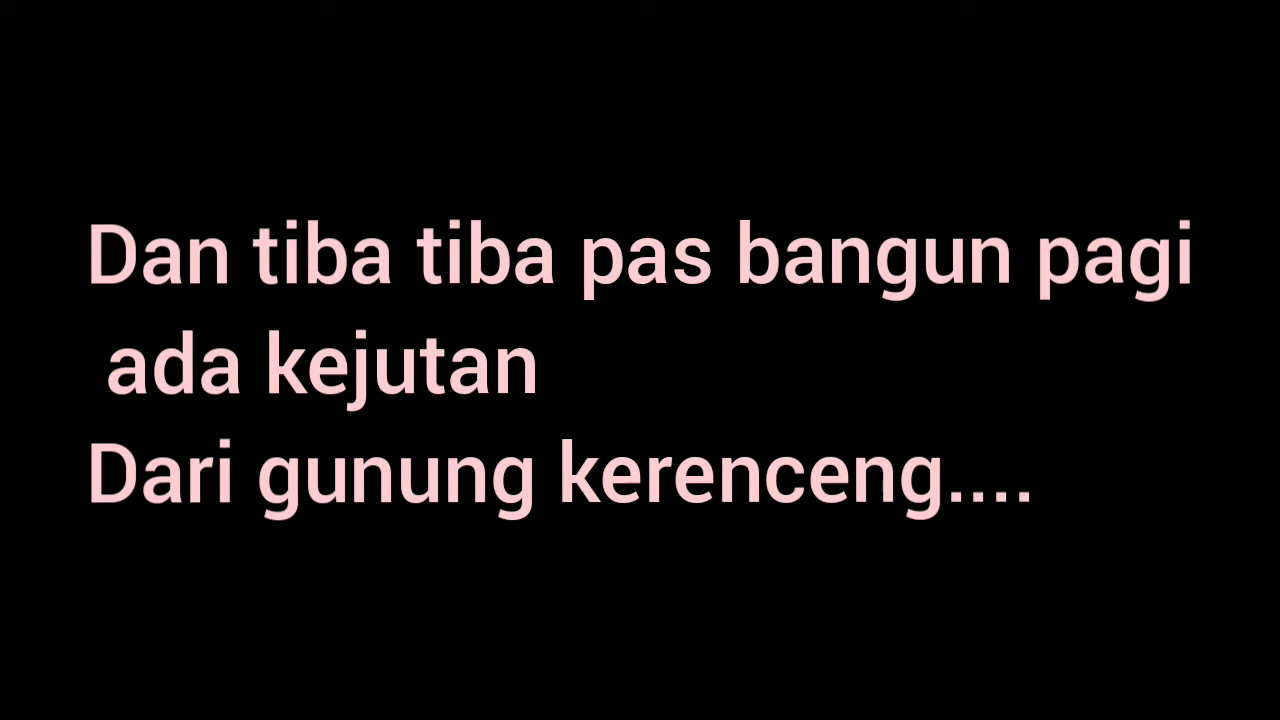 Dan tiba tiba pas bangun pagi
ada kejutan
Dari gunung kerenceng....